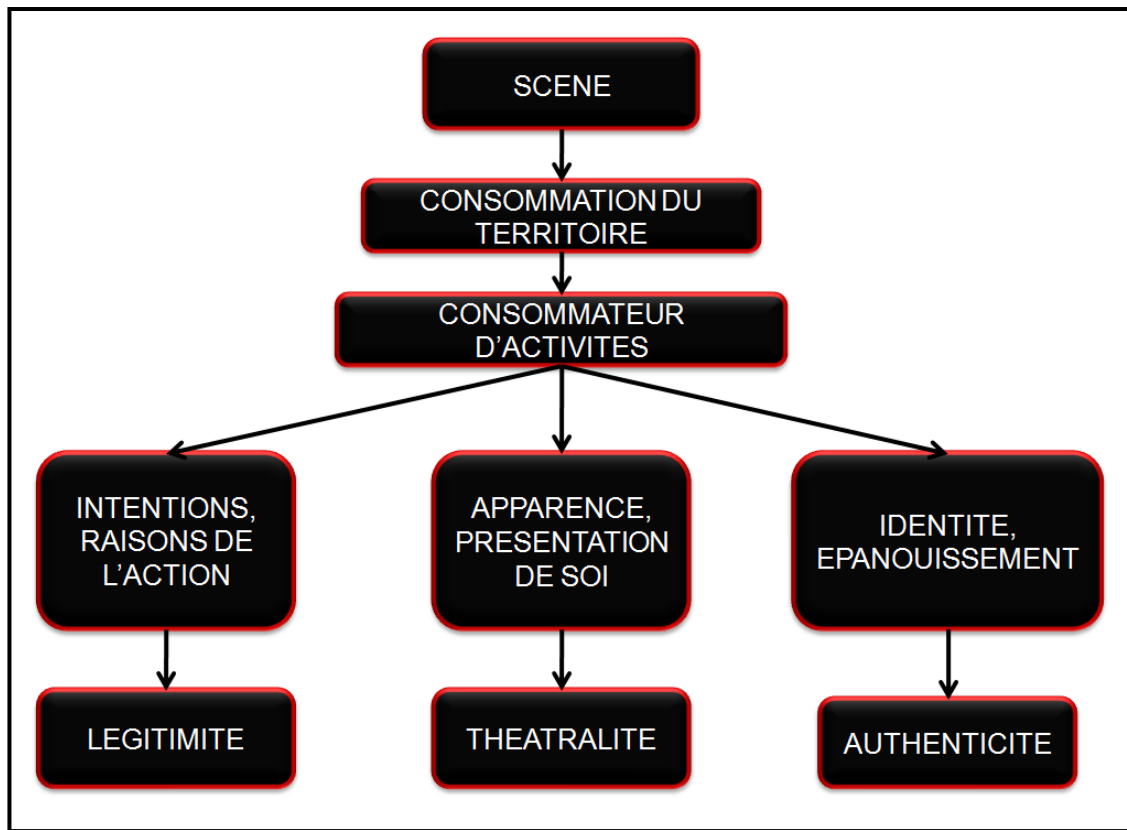 SCENE
CONSOMMATION DU
TERRITOIRE
CONSOMMATEUR
D’ACTIVITES
INTENTIONS,
RAISONS DE
L’ACTION
APPARENCE,
PRESENTATION
DE SOI
IDENTITE,
EPANOUISSEMENT
LEGITIMITE
THEATRALITE
AUTHENTICITE